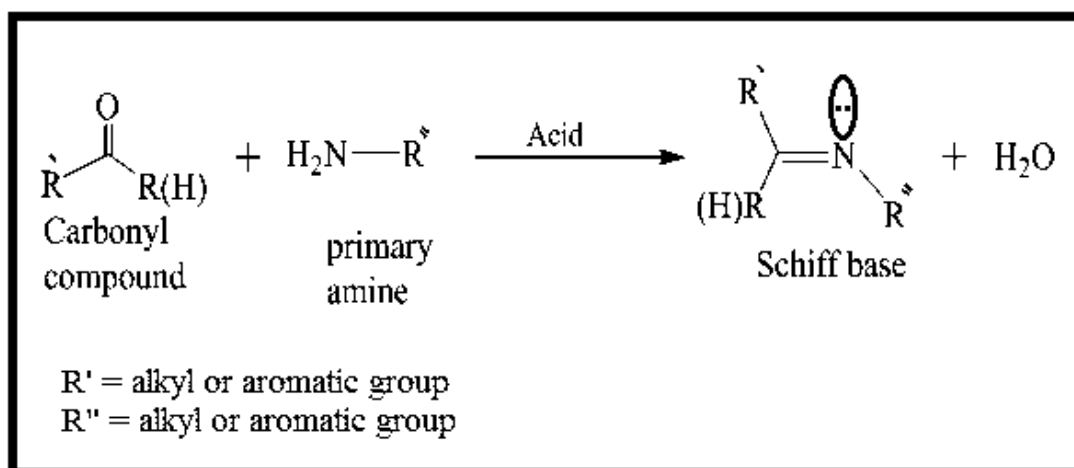 O
R` R(H) + H₂N—R" Acid R` N R" (H)R + H₂O
Carbonyl
compound
primary
amine
Schiff base
R' = alkyl or aromatic group
R" = alkyl or aromatic group